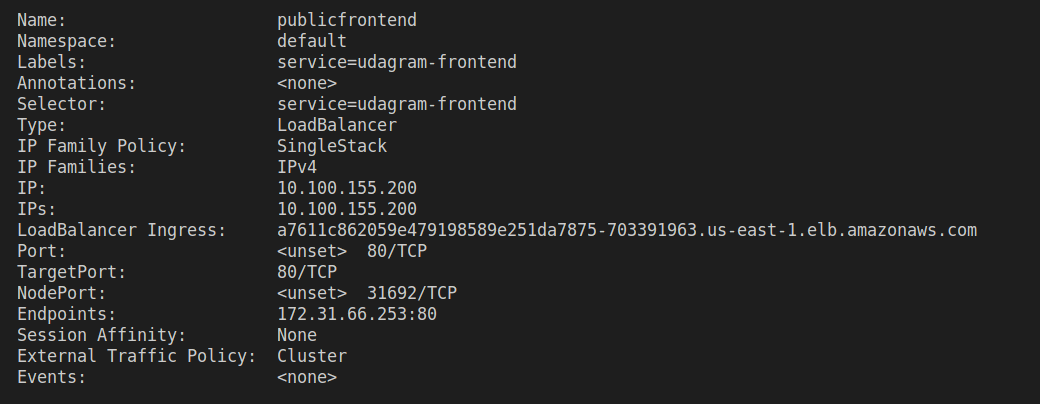 Name:                     publicfrontend
Namespace:                default
Labels:                   service=udagram-frontend
Annotations:              <none>
Selector:                 service=udagram-frontend
Type:                     LoadBalancer
IP Family Policy:         SingleStack
IP Families:              IPv4
IP:                       10.100.155.200
IPs:                      10.100.155.200
LoadBalancer Ingress:     a7611c862059e479198589e251da7875-703391963.us-east-1.elb.amazonaws.com
Port:                     <unset>  80/TCP
TargetPort:               80/TCP
NodePort:                 <unset>  31692/TCP
Endpoints:                172.31.66.253:80
Session Affinity:         None
External Traffic Policy:  Cluster
Events:                   <none>